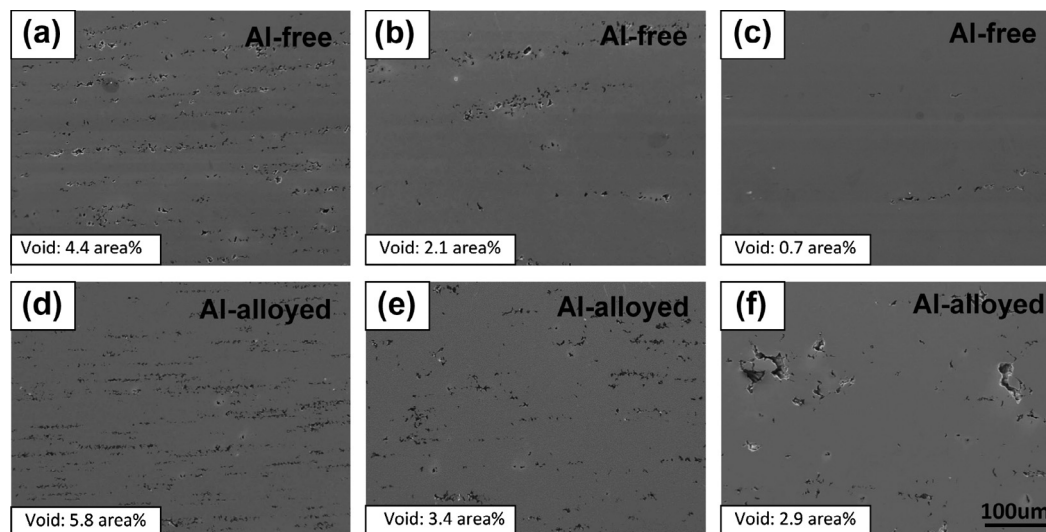 (a)
Al-free
Void: 4.4 area%
(b)
Al-free
Void: 2.1 area%
(c)
Al-free
Void: 0.7 area%
(d)
Al-alloyed
Void: 5.8 area%
(e)
Al-alloyed
Void: 3.4 area%
(f)
Al-alloyed
Void: 2.9 area%
100um